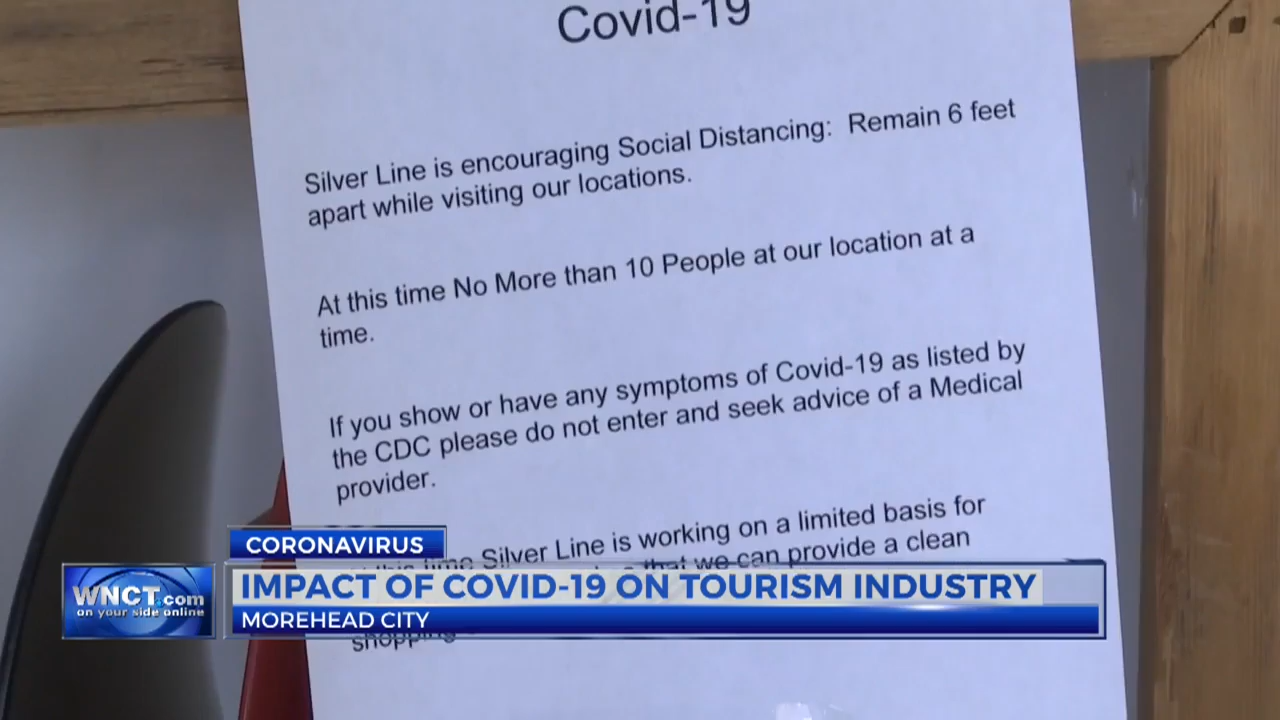 Covid-19
Silver Line is encouraging Social Distancing: Remain 6 feet
apart while visiting our locations.
At this time No More than 10 People at our location at a
time.
If you show or have any symptoms of Covid-19 as listed by
the CDC please do not enter and seek advice of a Medical
provider.
time Silver Line is working on a limited basis for
that we can provide a clean
shopping
CORONAVIRUS
IMPACT OF COVID-19 ON TOURISM INDUSTRY
MOREHEAD CITY
WNCT.com
on your side online